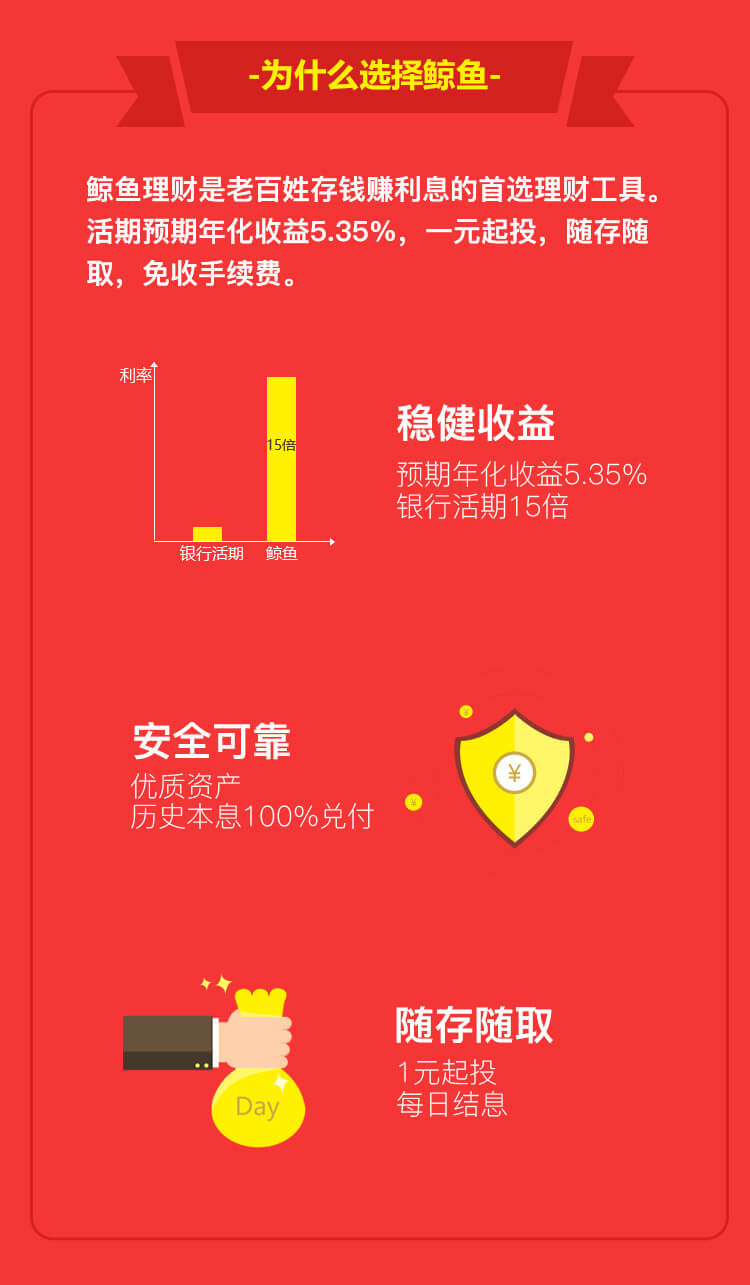 -为什么选择鲸鱼-
鲸鱼理财是老百姓存钱赚利息的首选理财工具。
活期预期年化收益5.35%，一元起投，随存随
取，免收手续费。
利率
15倍
银行活期 鲸鱼
稳健收益
预期年化收益5.35%
银行活期15倍
安全可靠
优质资产
历史本息100%兑付
¥
¥
¥
safe
Day
随存随取
1元起投
每日结息